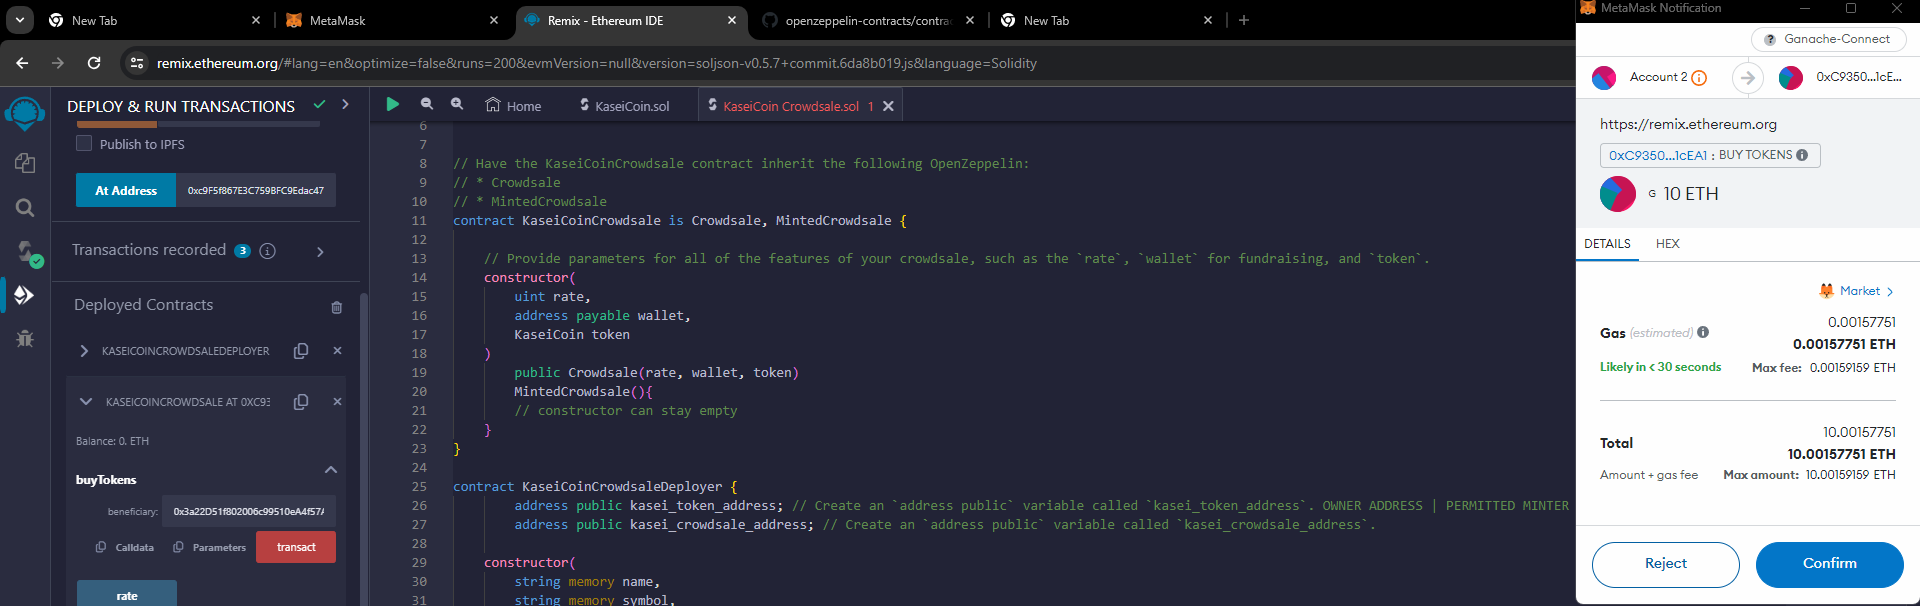 New Tab
MetaMask
Remix - Ethereum IDE
openzeppelin-contracts/contrac
New Tab
MetaMask Notification
remix.ethereum.org/#lang=en&optimize=false&runs=200&evmVersion=null&version=soljson-v0.5.7+commit.6da8b019.js&language=Solidity
DEPLOY & RUN TRANSACTIONS
Publish to IPFS
At Address 0xc9F5f867E3C759BFC9Edac47
Transactions recorded 3
Deployed Contracts
KASEICOINCROWDSALEDEPLOYER
KASEICOINCROWDSALE AT 0XC93
Balance: 0. ETH
buyTokens
beneficiary: 0x3a22D51f802006c99510eA4f57A
Calldata Parameters transact
rate
Home KaseiCoin.sol KaseiCoin Crowdsale.sol 1
6
7
8 // Have the KaseiCoinCrowdsale contract inherit the following OpenZeppelin:
9 // * Crowdsale
10 // * MintedCrowdsale
11 contract KaseiCoinCrowdsale is Crowdsale, MintedCrowdsale {
12
13 // Provide parameters for all of the features of your crowdsale, such as the `rate`, `wallet` for fundraising, and `token`.
14 constructor(
15 uint rate,
16 address payable wallet,
17 KaseiCoin token
18 )
19 public Crowdsale(rate, wallet, token)
20 MintedCrowdsale(){
21 // constructor can stay empty
22 }
23 }
24
25 contract KaseiCoinCrowdsaleDeployer {
26 address public kasei_token_address; // Create an `address public` variable called `kasei_token_address`. OWNER ADDRESS | PERMITTED MINTER
27 address public kasei_crowdsale_address; // Create an `address public` variable called `kasei_crowdsale_address`.
28
29 constructor(
30 string memory name,
31 string memory symbol,
Ganache-Connect
Account 2 0xC9350...1cE...
https://remix.ethereum.org
0xC9350...1cEA1 : BUY TOKENS
G 10 ETH
DETAILS HEX
Market >
0.00157751
Gas (estimated) 0.00157751 ETH
Likely in < 30 seconds Max fee: 0.00159159 ETH
10.00157751
Total 10.00157751 ETH
Amount + gas fee Max amount: 10.00159159 ETH
Reject Confirm